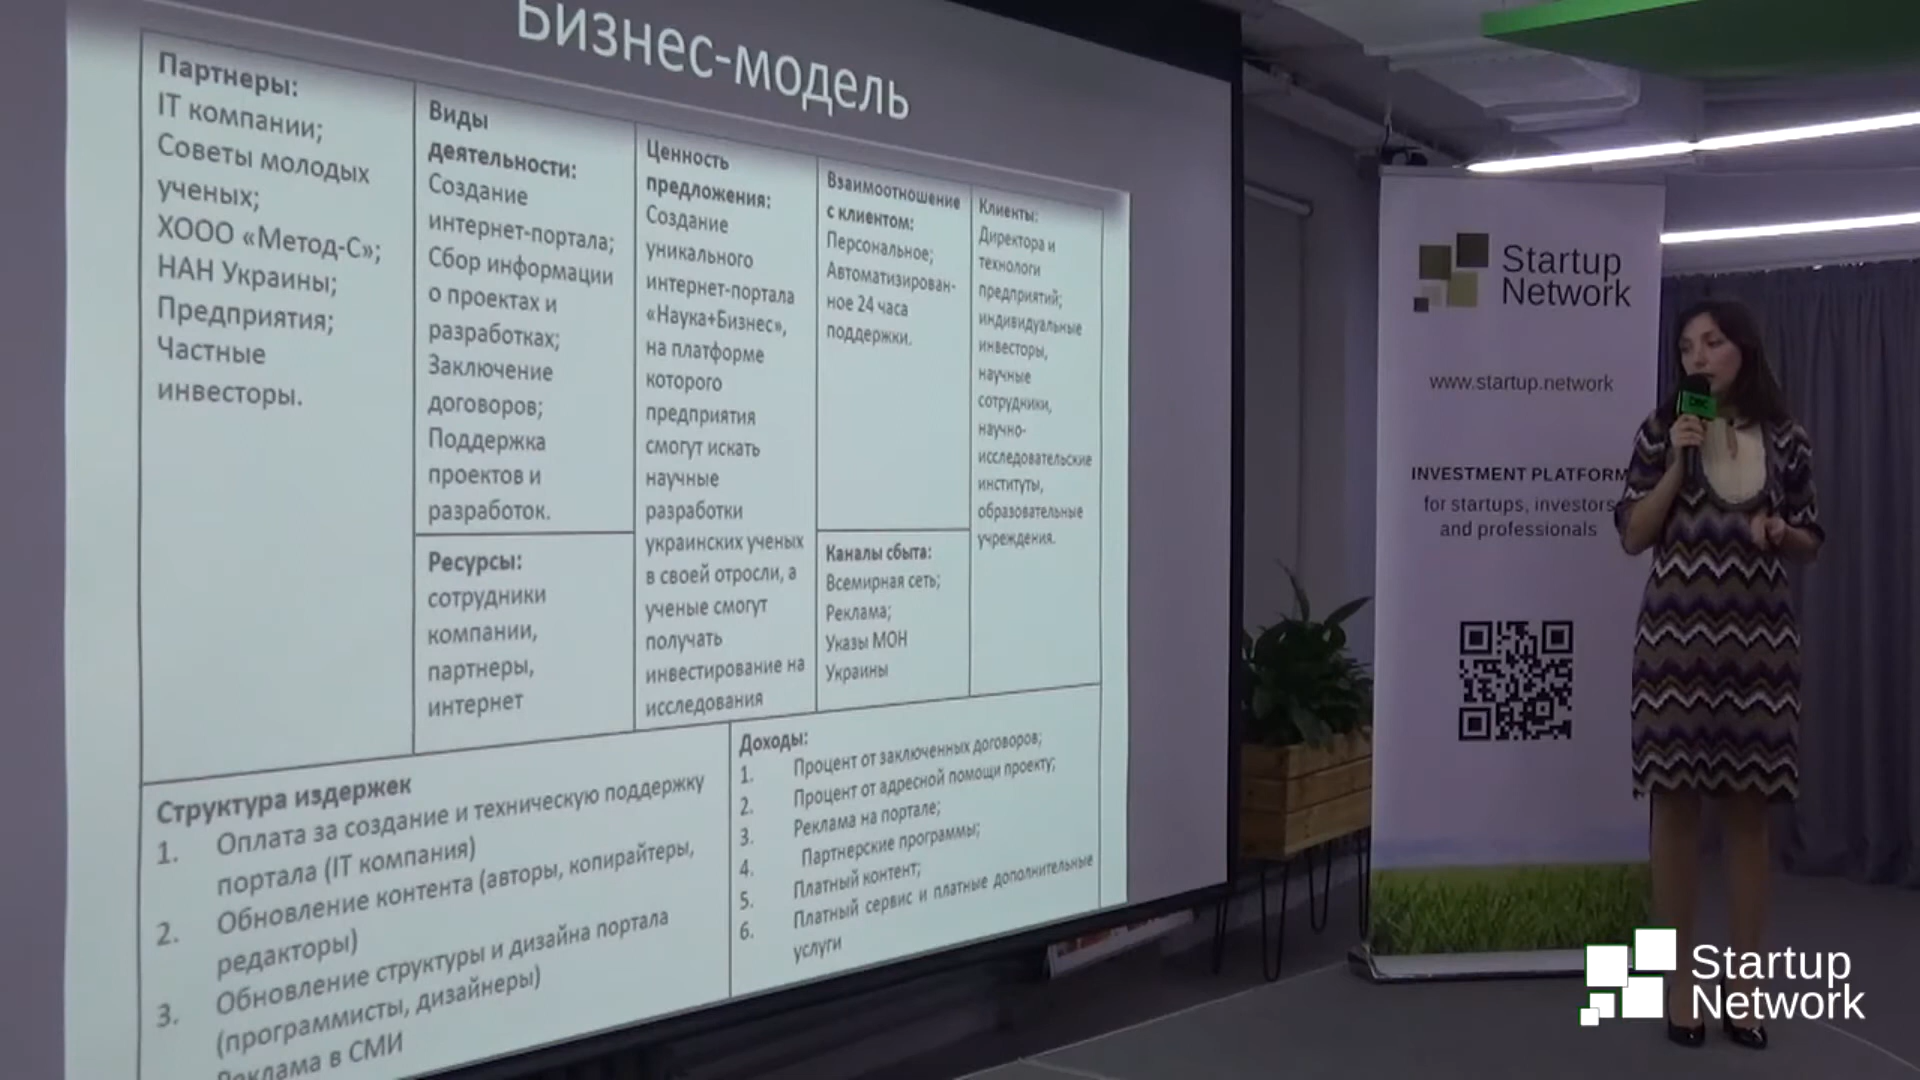 Бизнес-модель
Партнеры:
IT компании;
Советы молодых
ученых;
ХООО «Метод-С»;
НАН Украины;
Предприятия;
Частные
инвесторы.
Виды
деятельности:
Создание
интернет-портала;
Сбор информации
о проектах и
разработках;
Заключение
договоров;
Поддержка
проектов и
разработок.
Ресурсы:
сотрудники
компании,
партнеры,
интернет
Ценность
предложения:
Создание
уникального
интернет-портала
«Наука+Бизнес»,
на платформе
которого
предприятия
смогут искать
научные
разработки
украинских ученых
в своей отросли, а
ученые смогут
получать
инвестирование на
исследования
Взаимоотношение
с клиентом:
Персональное;
Автоматизирован-
ное 24 часа
поддержки.
Каналы сбыта:
Всемирная сеть;
Реклама;
Указы МОН
Украины
Клиенты:
Директора и
технологи
предприятий;
индивидуальные
инвесторы,
научные
сотрудники,
научно-
исследовательские
институты,
образовательные
учреждения.
Структура издержек
1. Оплата за создание и техническую поддержку
портала (IT компания)
2. Обновление контента (авторы, копирайтеры,
редакторы)
3. Обновление структуры и дизайна портала
(программисты, дизайнеры)
Реклама в СМИ
Доходы:
1. Процент от заключенных договоров;
2. Процент от адресной помощи проекту;
3. Реклама на портале;
4. Партнерские программы;
5. Платный контент;
6. Платный сервис и платные дополнительные
услуги
Startup
Network
www.startup.network
INVESTMENT PLATFORM
for startups, investors
and professionals
Startup
Network